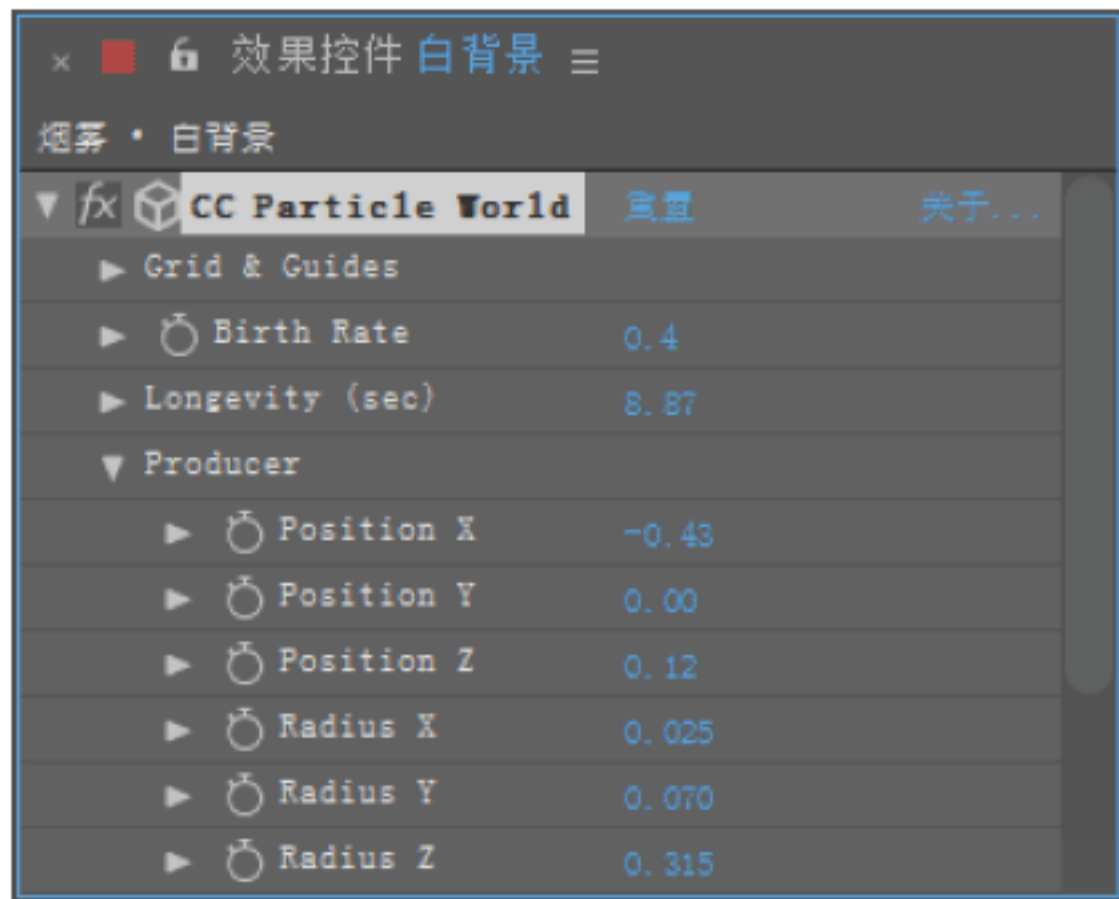 × 效果控件 白背景 ≡
烟雾 • 白背景
fx CC Particle World 重置 关于...
Grid & Guides
Birth Rate 0.4
Longevity (sec) 8.87
Producer
Position X -0.43
Position Y 0.00
Position Z 0.12
Radius X 0.025
Radius Y 0.070
Radius Z 0.315